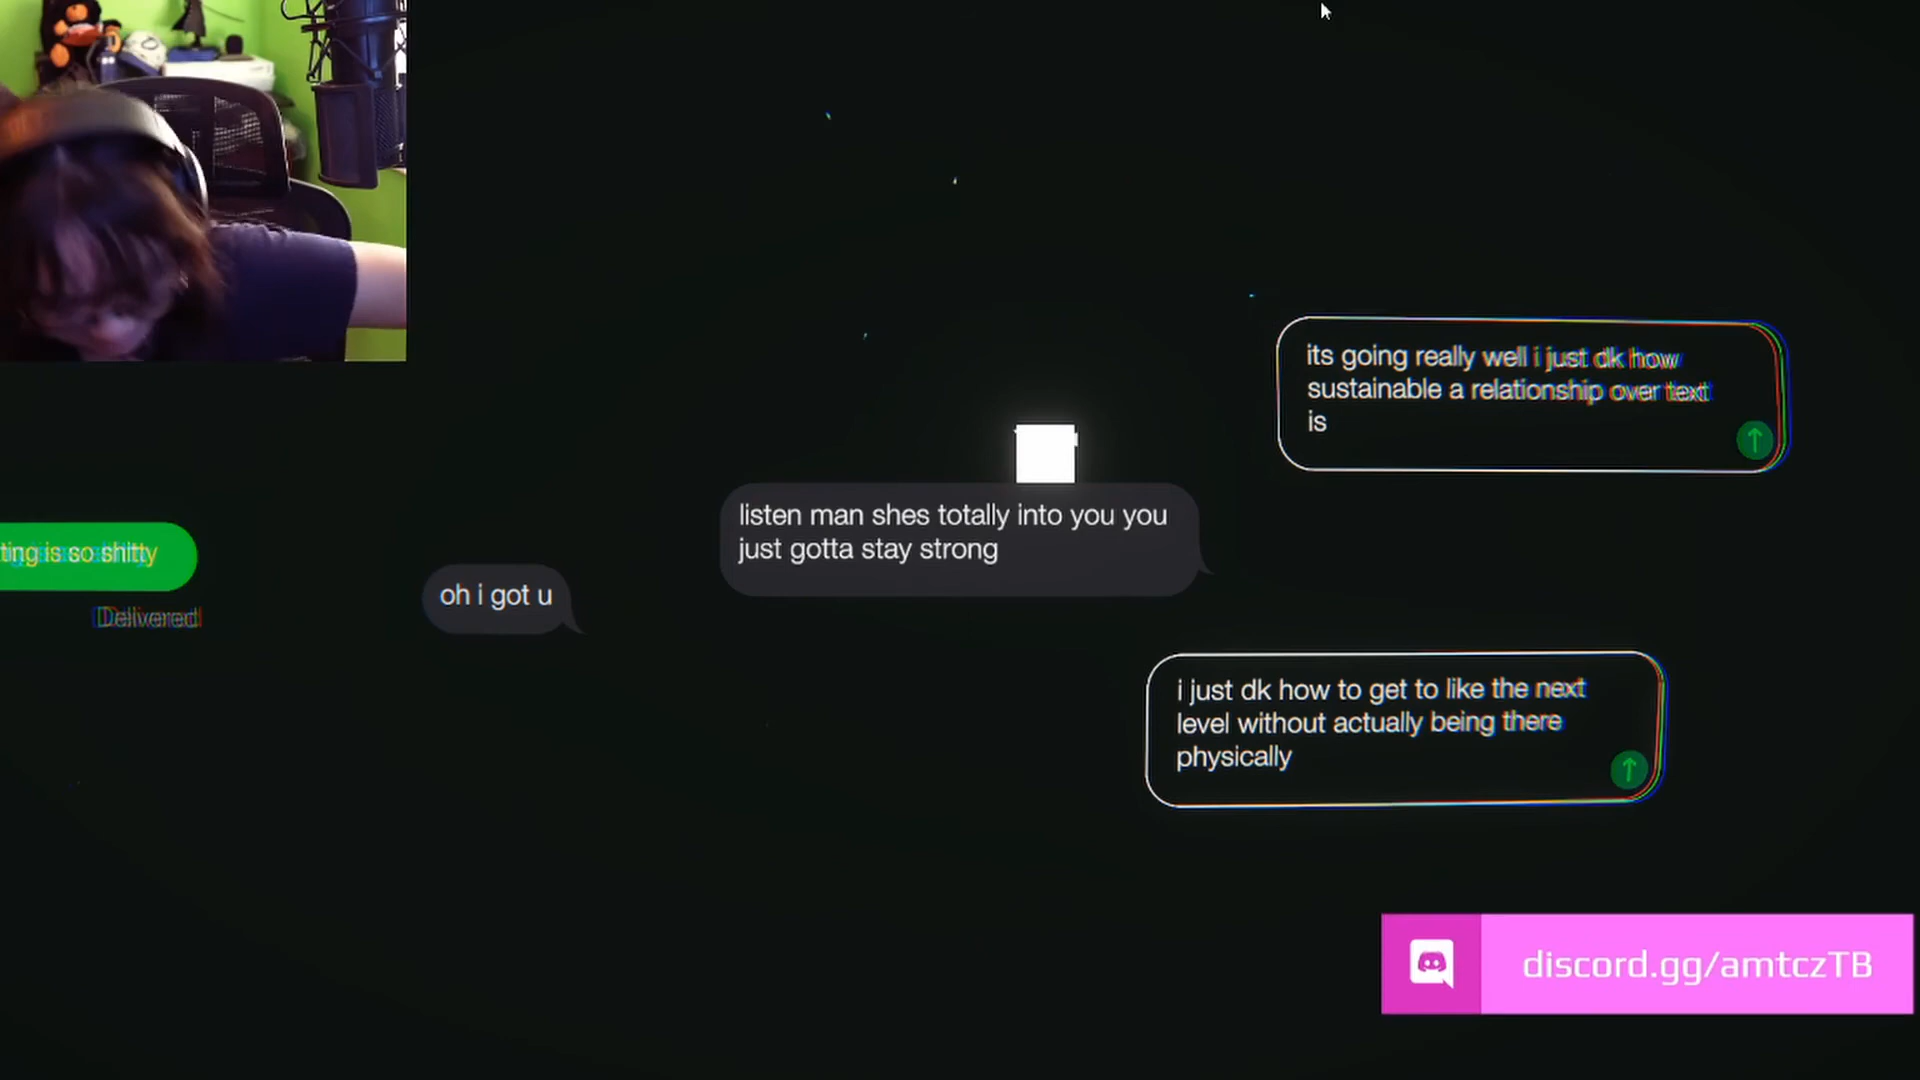 its going really well i just dk how
sustainable a relationship over text
is
listen man shes totally into you you
just gotta stay strong
ting is so shitty
Delivered
oh i got u
i just dk how to get to like the next
level without actually being there
physically
discord.gg/amtczTB